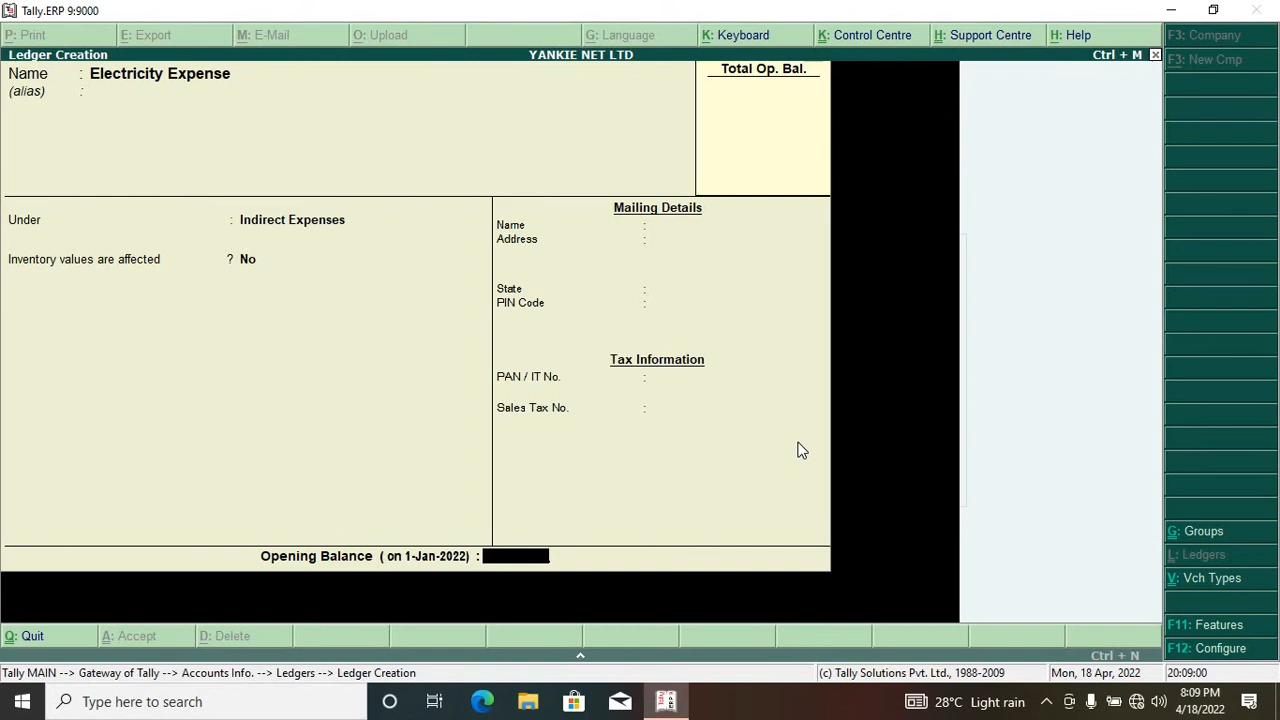 Tally.ERP 9:9000
P: Print E: Export M: E-Mail O: Upload G: Language K: Keyboard K: Control Centre H: Support Centre H: Help F3: Company
Ledger Creation YANKIE NET LTD Ctrl + M
F3: New Cmp
Name : Electricity Expense Total Op. Bal.
(alias) :
Under : Indirect Expenses
Inventory values are affected ? No
Mailing Details
Name :
Address :
State :
PIN Code :
Tax Information
PAN / IT No. :
Sales Tax No. :
Opening Balance ( on 1-Jan-2022) :
G: Groups
L: Ledgers
V: Vch Types
F11: Features
F12: Configure
Q: Quit A: Accept D: Delete
Ctrl + N
Tally MAIN --> Gateway of Tally --> Accounts Info. --> Ledgers --> Ledger Creation (c) Tally Solutions Pvt. Ltd., 1988-2009 Mon, 18 Apr, 2022 20:09:00
Type here to search 28°C Light rain 8:09 PM
4/18/2022